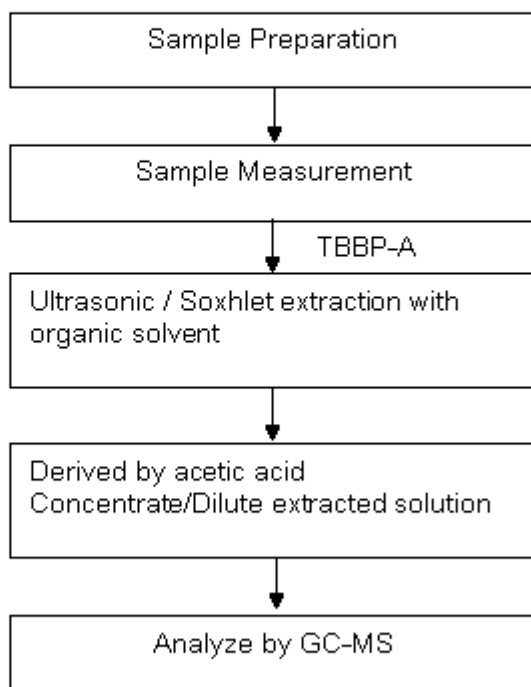 Sample Preparation
Sample Measurement
TBBP-A
Ultrasonic / Soxhlet extraction with
organic solvent
Derived by acetic acid
Concentrate/Dilute extracted solution
Analyze by GC-MS